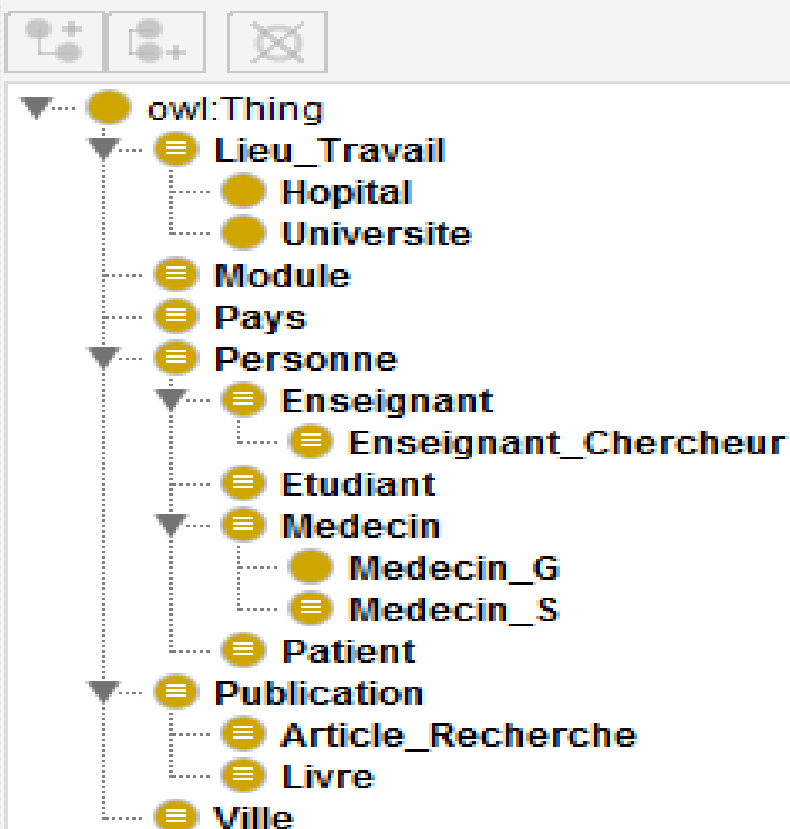 owl:Thing
Lieu_Travail
Hopital
Universite
Module
Pays
Personne
Enseignant
Enseignant_Chercheur
Etudiant
Medecin
Medecin_G
Medecin_S
Patient
Publication
Article_Recherche
Livre
Ville